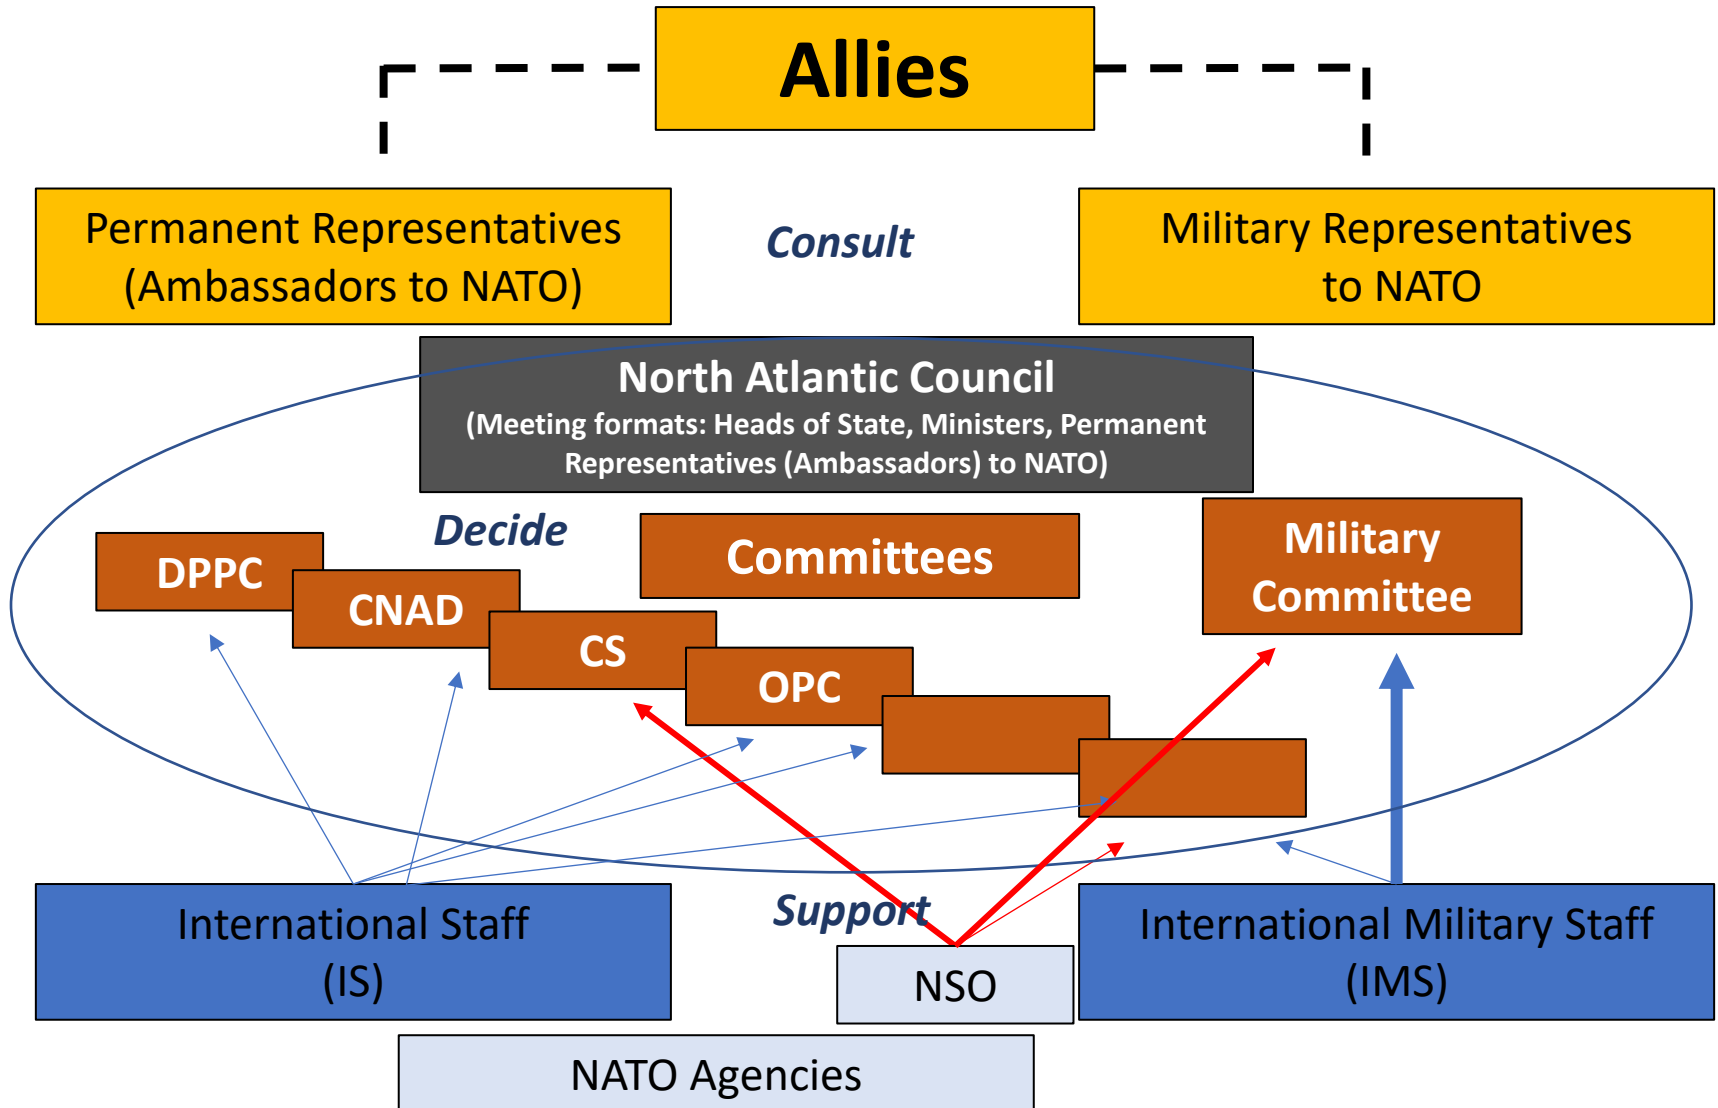 Allies
Permanent Representatives
(Ambassadors to NATO)
Consult
Military Representatives
to NATO
North Atlantic Council
(Meeting formats: Heads of State, Ministers, Permanent
Representatives (Ambassadors) to NATO)
Decide
Committees
Military
Committee
DPPC
CNAD
CS
OPC
International Staff
(IS)
Support
NSO
International Military Staff
(IMS)
NATO Agencies